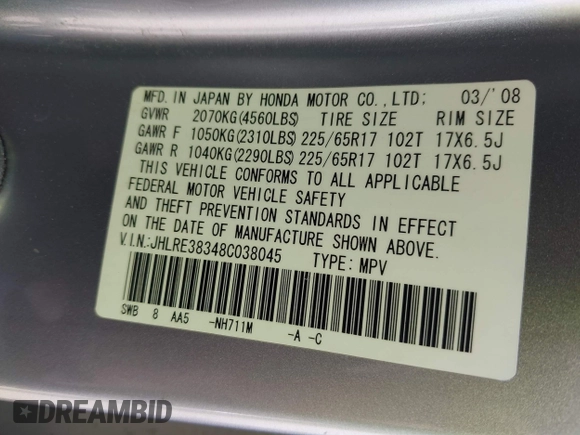 MFD. IN JAPAN BY HONDA MOTOR CO., LTD; 03/'08
GVWR 2070KG(4560LBS) TIRE SIZE RIM SIZE
GAWR F 1050KG(2310LBS) 225/65R17 102T 17X6.5J
GAWR R 1040KG(2290LBS) 225/65R17 102T 17X6.5J
THIS VEHICLE CONFORMS TO ALL APPLICABLE
FEDERAL MOTOR VEHICLE SAFETY
AND THEFT PREVENTION STANDARDS IN EFFECT
ON THE DATE OF MANUFACTURE SHOWN ABOVE.
V.I.N.:JHLRE38348C038045 TYPE: MPV
SWB 8 AA5 -NH711M -A -C
DREAMBID